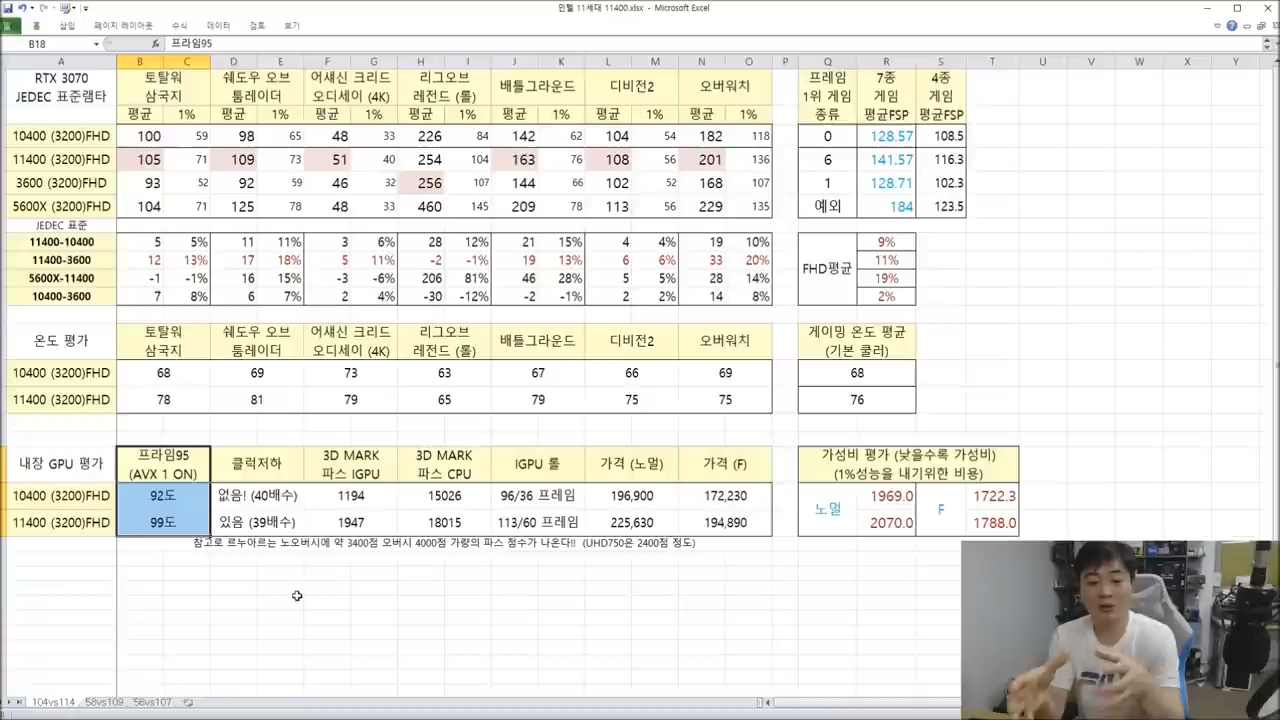 인텔 11세대 11400.xlsx - Microsoft Excel
홈 삽입 페이지 레이아웃 수식 데이터 검토 보기
B18 fx 프라임95
A B C D E F G H I J K L M N O P Q R S T U V W X Y
RTX 3070 토탈워 쉐도우 오브 어쌔신 크리드 리그오브 배틀그라운드 디비전2 오버워치 프레임 7종 4종
JEDEC 표준램타 삼국지 툼레이더 오디세이 (4K) 레전드 (롤) 1위 게임 게임 게임
평균 1% 평균 1% 평균 1% 평균 1% 평균 1% 평균 1% 평균 1% 종류 평균FSP 평균FSP
10400 (3200)FHD 100 59 98 65 48 33 226 84 142 62 104 54 182 118 0 128.57 108.5
11400 (3200)FHD 105 71 109 73 51 40 254 104 163 76 108 56 201 136 6 141.57 116.3
3600 (3200)FHD 93 52 92 59 46 32 256 107 144 66 102 52 168 107 1 128.71 102.3
5600X (3200)FHD 104 71 125 78 48 33 460 145 209 78 113 56 229 135 예외 184 123.5
JEDEC 표준
11400-10400 5 5% 11 11% 3 6% 28 12% 21 15% 4 4% 19 10% 9%
11400-3600 12 13% 17 18% 5 11% -2 -1% 19 13% 6 6% 33 20% FHD평균 11%
5600X-11400 -1 -1% 16 15% -3 -6% 206 81% 46 28% 5 5% 28 14% 19%
10400-3600 7 8% 6 7% 2 4% -30 -12% -2 -1% 2 2% 14 8% 2%
온도 평가 토탈워 쉐도우 오브 어쌔신 크리드 리그오브 배틀그라운드 디비전2 오버워치 게이밍 온도 평균
삼국지 툼레이더 오디세이 (4K) 레전드 (롤) (기본 쿨러)
10400 (3200)FHD 68 69 73 63 67 66 69 68
11400 (3200)FHD 78 81 79 65 79 75 75 76
내장 GPU 평가 프라임95 클럭저하 3D MARK 3D MARK IGPU 롤 가격 (노멀) 가격 (F) 가성비 평가 (낮을수록 가성비)
(AVX 1 ON) 파스 IGPU 파스 CPU (1%성능을 내기위한 비용)
10400 (3200)FHD 92도 없음! (40배수) 1194 15026 96/36 프레임 196,900 172,230 노멀 1969.0 F 1722.3
11400 (3200)FHD 99도 있음 (39배수) 1947 18015 113/60 프레임 225,630 194,890 2070.0 1788.0
참고로 르누아르는 노오버시에 약 3400점 오버시 4000점 가량의 파스 점수가 나온다!! (UHD750은 2400점 정도)
104vs114 58vs109 56vs107